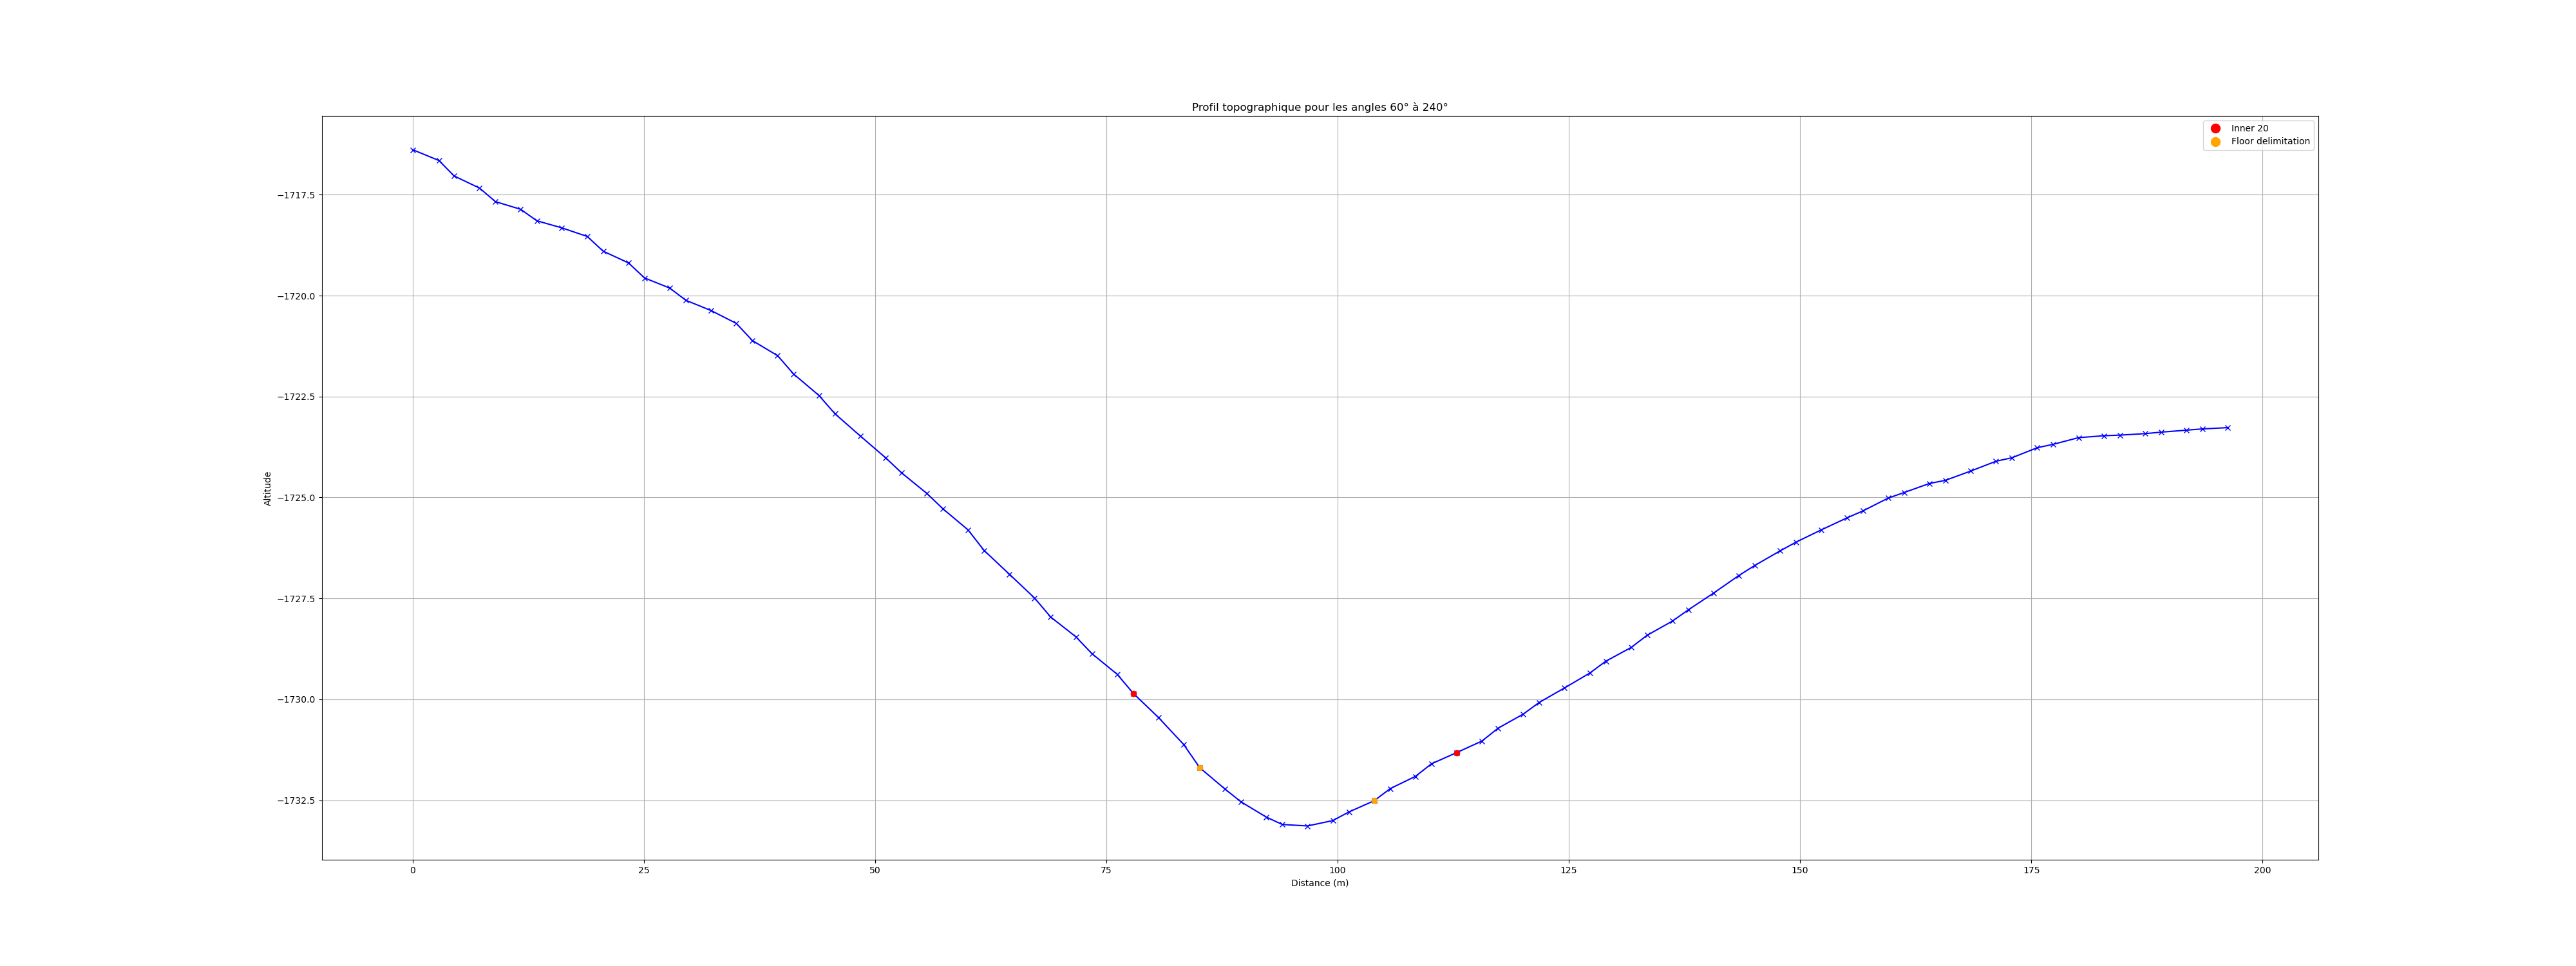 Profil topographique pour les angles 60° à 240°
Inner 20
Floor delimitation
Altitude
−1717.5
−1720.0
−1722.5
−1725.0
−1727.5
−1730.0
−1732.5
0 25 50 75 100 125 150 175 200
Distance (m)